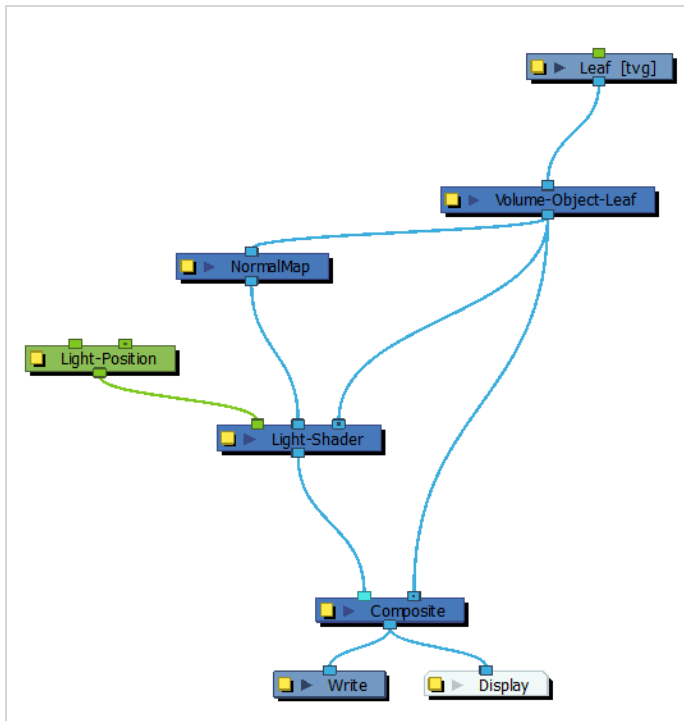 Leaf [tvg]
Volume-Object-Leaf
NormalMap
Light-Position
Light-Shader
Composite
Write
Display